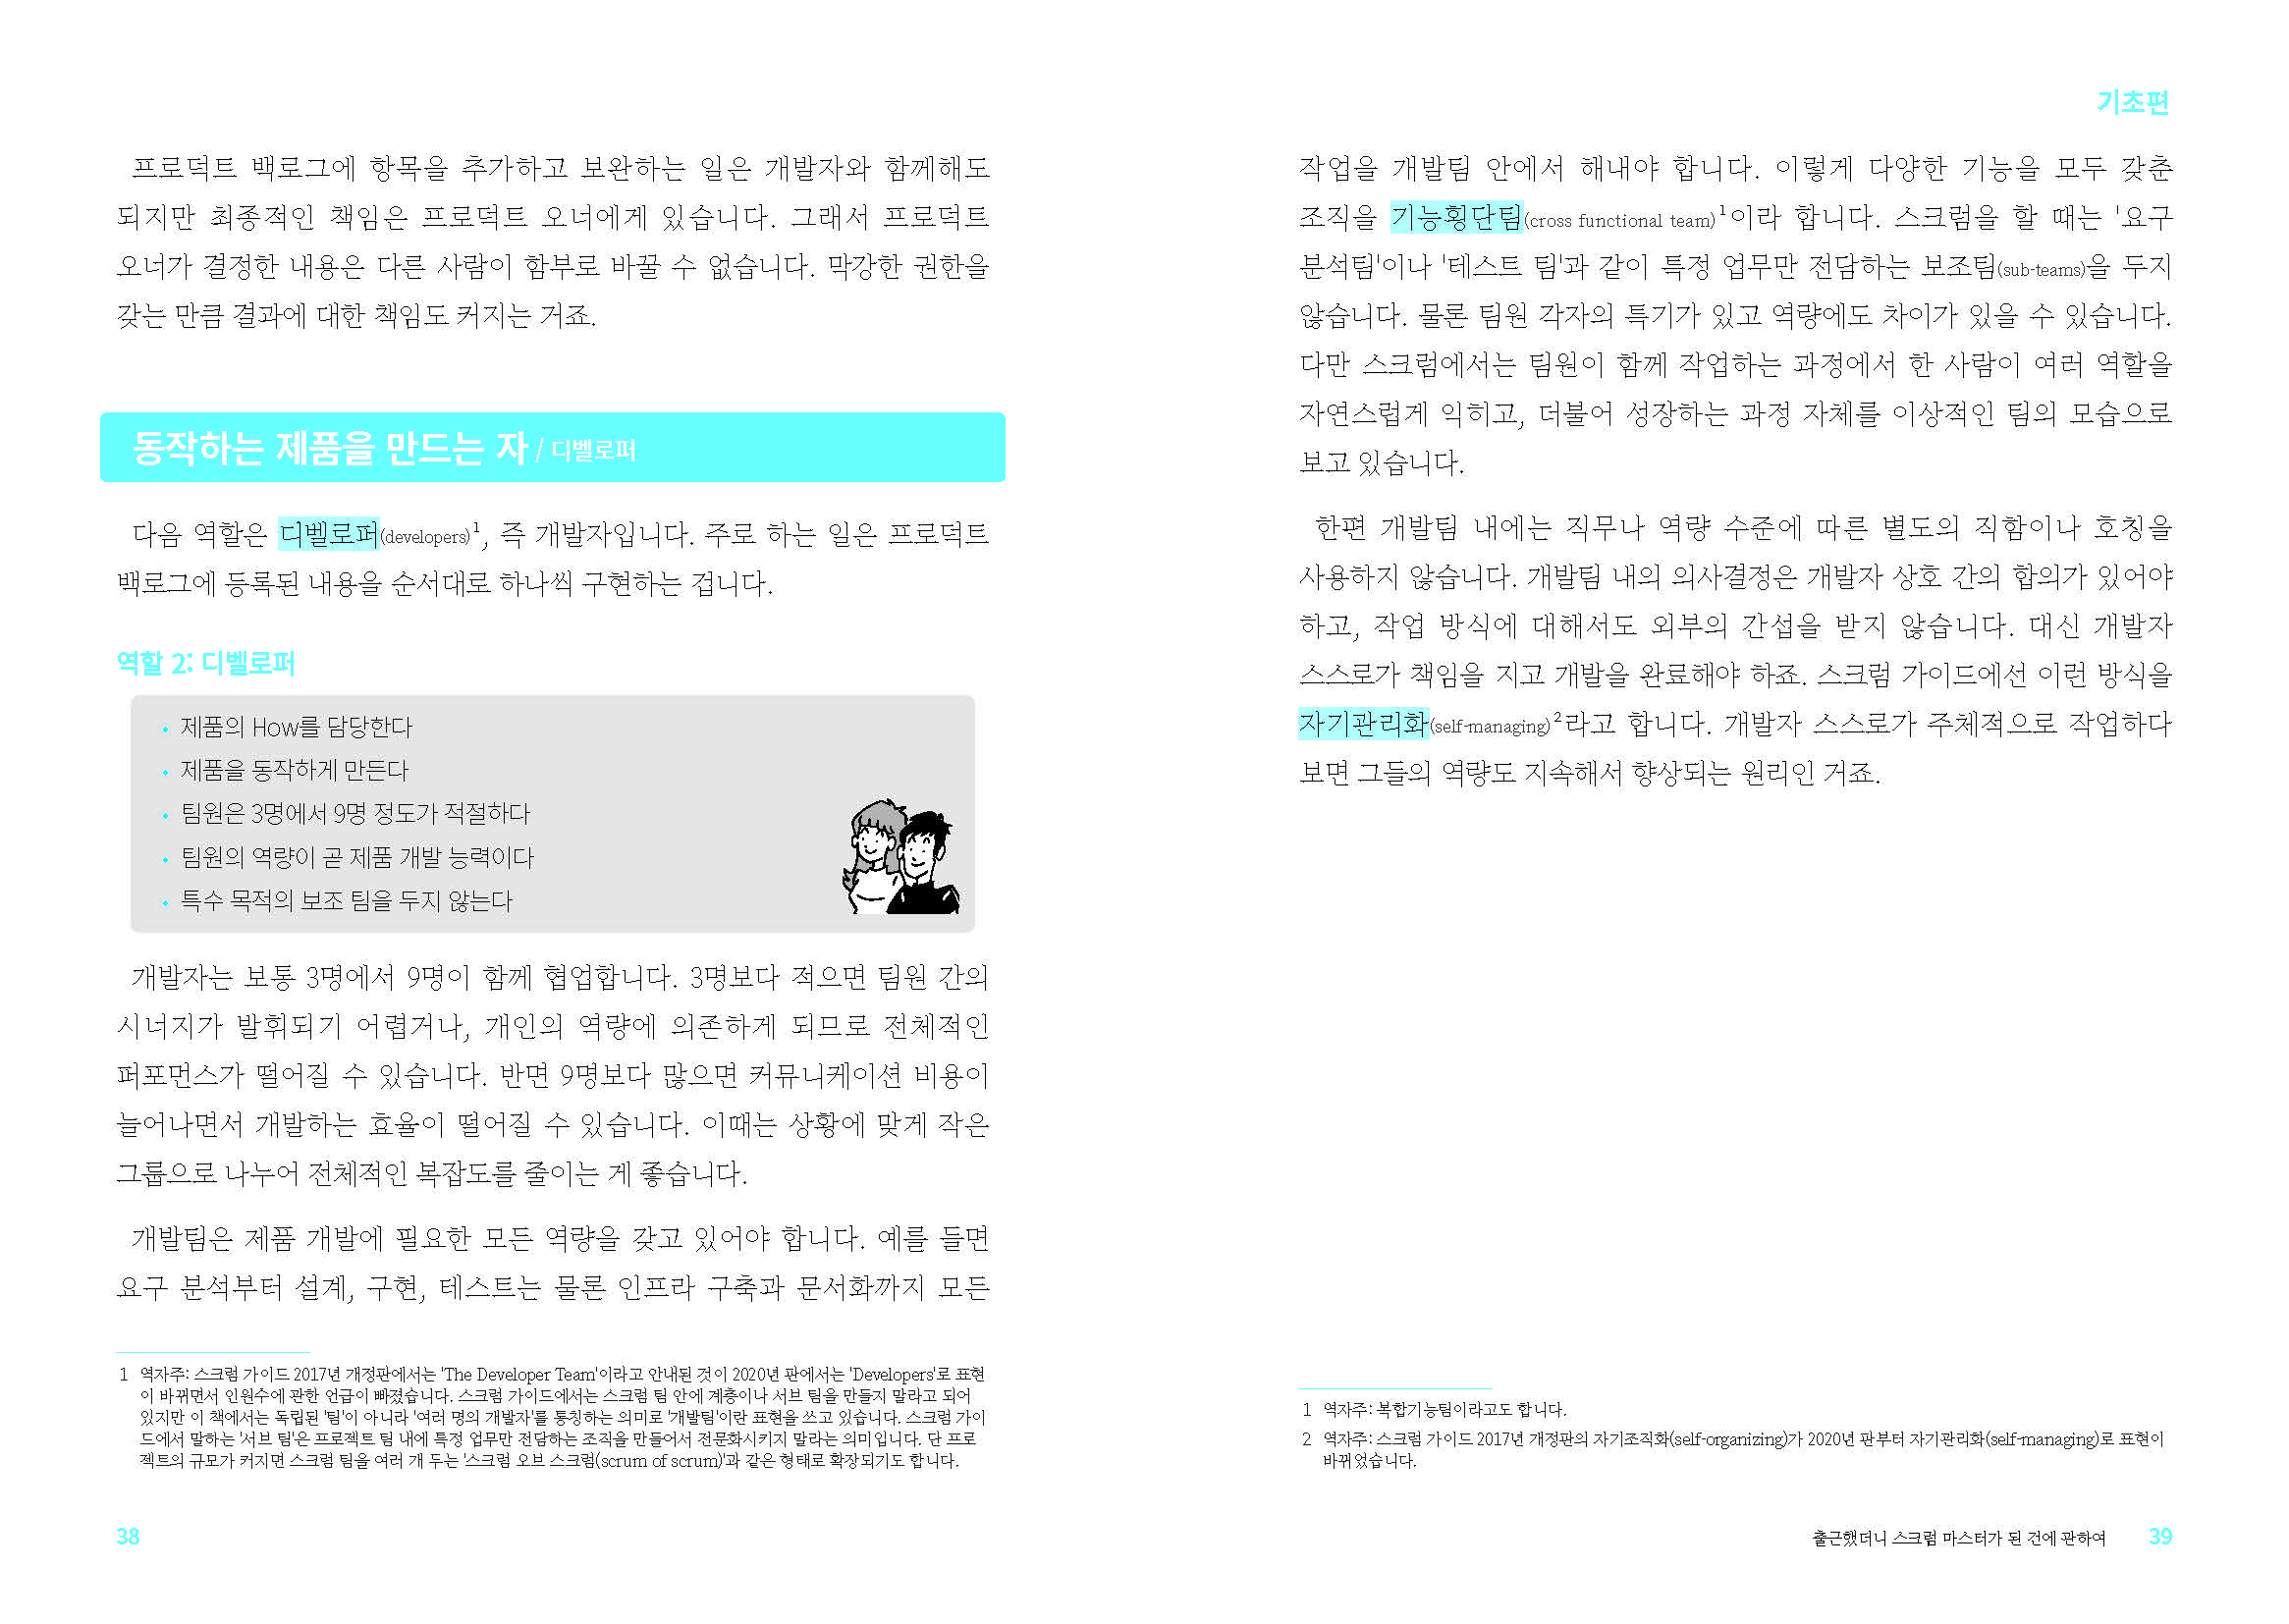 프로덕트 백로그에 항목을 추가하고 보완하는 일은 개발자와 함께해도
되지만 최종적인 책임은 프로덕트 오너에게 있습니다. 그래서 프로덕트
오너가 결정한 내용은 다른 사람이 함부로 바꿀 수 없습니다. 막강한 권한을
갖는 만큼 결과에 대한 책임도 커지는 거죠.
동작하는 제품을 만드는 자 / 디벨로퍼
다음 역할은 디벨로퍼(developers)¹, 즉 개발자입니다. 주로 하는 일은 프로덕트
백로그에 등록된 내용을 순서대로 하나씩 구현하는 겁니다.
역할 2: 디벨로퍼
• 제품의 How를 담당한다
• 제품을 동작하게 만든다
• 팀원은 3명에서 9명 정도가 적절하다
• 팀원의 역량이 곧 제품 개발 능력이다
• 특수 목적의 보조 팀을 두지 않는다
개발자는 보통 3명에서 9명이 함께 협업합니다. 3명보다 적으면 팀원 간의
시너지가 발휘되기 어렵거나, 개인의 역량에 의존하게 되므로 전체적인
퍼포먼스가 떨어질 수 있습니다. 반면 9명보다 많으면 커뮤니케이션 비용이
늘어나면서 개발하는 효율이 떨어질 수 있습니다. 이때는 상황에 맞게 작은
그룹으로 나누어 전체적인 복잡도를 줄이는 게 좋습니다.
개발팀은 제품 개발에 필요한 모든 역량을 갖고 있어야 합니다. 예를 들면
요구 분석부터 설계, 구현, 테스트는 물론 인프라 구축과 문서화까지 모든
1 역자주: 스크럼 가이드 2017년 개정판에서는 'The Developer Team'이라고 안내된 것이 2020년 판에서는 'Developers'로 표현
이 바뀌면서 인원수에 관한 언급이 빠졌습니다. 스크럼 가이드에서는 스크럼 팀 안에 계층이나 서브 팀을 만들지 말라고 되어
있지만 이 책에서는 독립된 '팀'이 아니라 '여러 명의 개발자'를 통칭하는 의미로 '개발팀'이란 표현을 쓰고 있습니다. 스크럼 가이
드에서 말하는 '서브 팀'은 프로젝트 팀 내에 특정 업무만 전담하는 조직을 만들어서 전문화시키지 말라는 의미입니다. 단 프로
젝트의 규모가 커지면 스크럼 팀을 여러 개 두는 '스크럼 오브 스크럼(scrum of scrum)'과 같은 형태로 확장되기도 합니다.
38
기초편
작업을 개발팀 안에서 해내야 합니다. 이렇게 다양한 기능을 모두 갖춘
조직을 기능횡단팀(cross functional team)¹이라 합니다. 스크럼을 할 때는 '요구
분석팀'이나 '테스트 팀'과 같이 특정 업무만 전담하는 보조팀(sub-teams)을 두지
않습니다. 물론 팀원 각자의 특기가 있고 역량에도 차이가 있을 수 있습니다.
다만 스크럼에서는 팀원이 함께 작업하는 과정에서 한 사람이 여러 역할을
자연스럽게 익히고, 더불어 성장하는 과정 자체를 이상적인 팀의 모습으로
보고 있습니다.
한편 개발팀 내에는 직무나 역량 수준에 따른 별도의 직함이나 호칭을
사용하지 않습니다. 개발팀 내의 의사결정은 개발자 상호 간의 합의가 있어야
하고, 작업 방식에 대해서도 외부의 간섭을 받지 않습니다. 대신 개발자
스스로가 책임을 지고 개발을 완료해야 하죠. 스크럼 가이드에선 이런 방식을
자기관리화(self-managing)²라고 합니다. 개발자 스스로가 주체적으로 작업하다
보면 그들의 역량도 지속해서 향상되는 원리인 거죠.
1 역자주: 복합기능팀이라고도 합니다.
2 역자주: 스크럼 가이드 2017년 개정판의 자기조직화(self-organizing)가 2020년 판부터 자기관리화(self-managing)로 표현이
바뀌었습니다.
출근했더니 스크럼 마스터가 된 건에 관하여 39